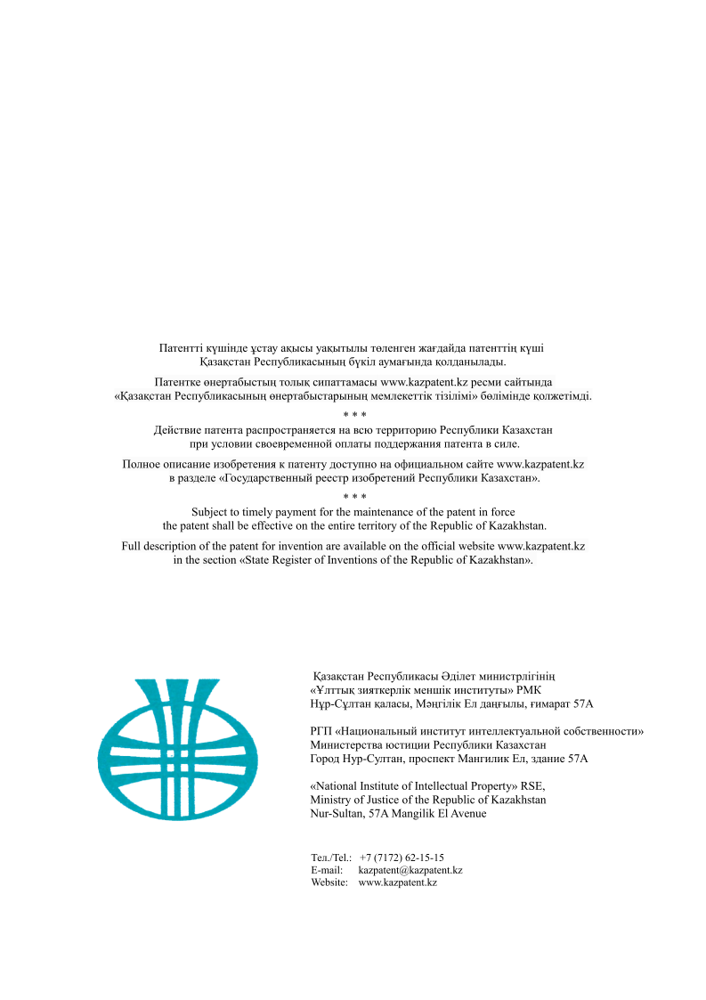 Патентті күшінде ұстау ақысы уақытылы төленген жағдайда патенттің күші
Қазақстан Республикасының бүкіл аумағында қолданылады.
Патентке өнертабыстың толық сипаттамасы www.kazpatent.kz ресми сайтында
«Қазақстан Республикасының өнертабыстарының мемлекеттік тізілімі» бөлімінде қолжетімді.
* * *
Действие патента распространяется на всю территорию Республики Казахстан
при условии своевременной оплаты поддержания патента в силе.
Полное описание изобретения к патенту доступно на официальном сайте www.kazpatent.kz
в разделе «Государственный реестр изобретений Республики Казахстан».
* * *
Subject to timely payment for the maintenance of the patent in force
the patent shall be effective on the entire territory of the Republic of Kazakhstan.
Full description of the patent for invention are available on the official website www.kazpatent.kz
in the section «State Register of Inventions of the Republic of Kazakhstan».
Қазақстан Республикасы Әділет министрлігінің
«Ұлттық зияткерлік меншік институты» РМК
Нұр-Сұлтан қаласы, Мәңгілік Ел даңғылы, ғимарат 57А
РГП «Национальный институт интеллектуальной собственности»
Министерства юстиции Республики Казахстан
Город Нур-Султан, проспект Мангилик Ел, здание 57А
«National Institute of Intellectual Property» RSE,
Ministry of Justice of the Republic of Kazakhstan
Nur-Sultan, 57A Mangilik El Avenue
Тел./Tel.: +7 (7172) 62-15-15
E-mail: kazpatent@kazpatent.kz
Website: www.kazpatent.kz